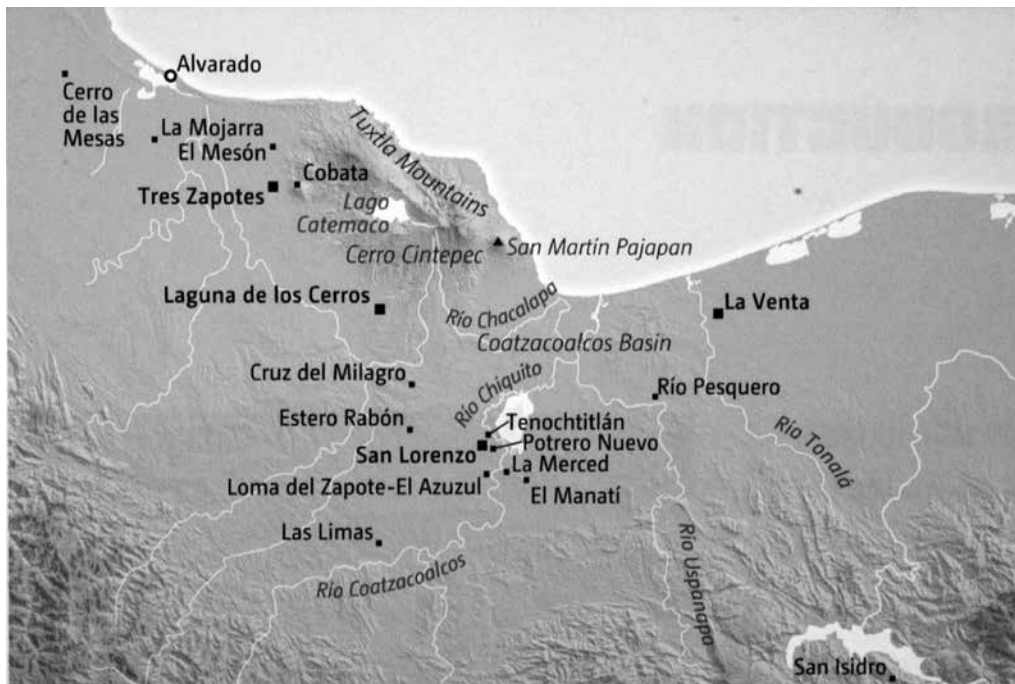 Alvarado
Cerro
de las
Mesas
La Mojarra
El Mesón
Tuxtla Mountains
Cobata
Tres Zapotes
Lago
Catemaco
Cerro Cintepec
San Martín Pajapan
Laguna de los Cerros
Río Chacalapa
La Venta
Coatzacoalcos Basin
Cruz del Milagro
Río Chiquito
Río Pesquero
Estero Rabón
Tenochtitlán
Potrero Nuevo
San Lorenzo
La Merced
Río Tonalá
Loma del Zapote-El Azuzul
El Manatí
Las Limas
Río Coatzacoalcos
Río Uspanapa
San Isidro